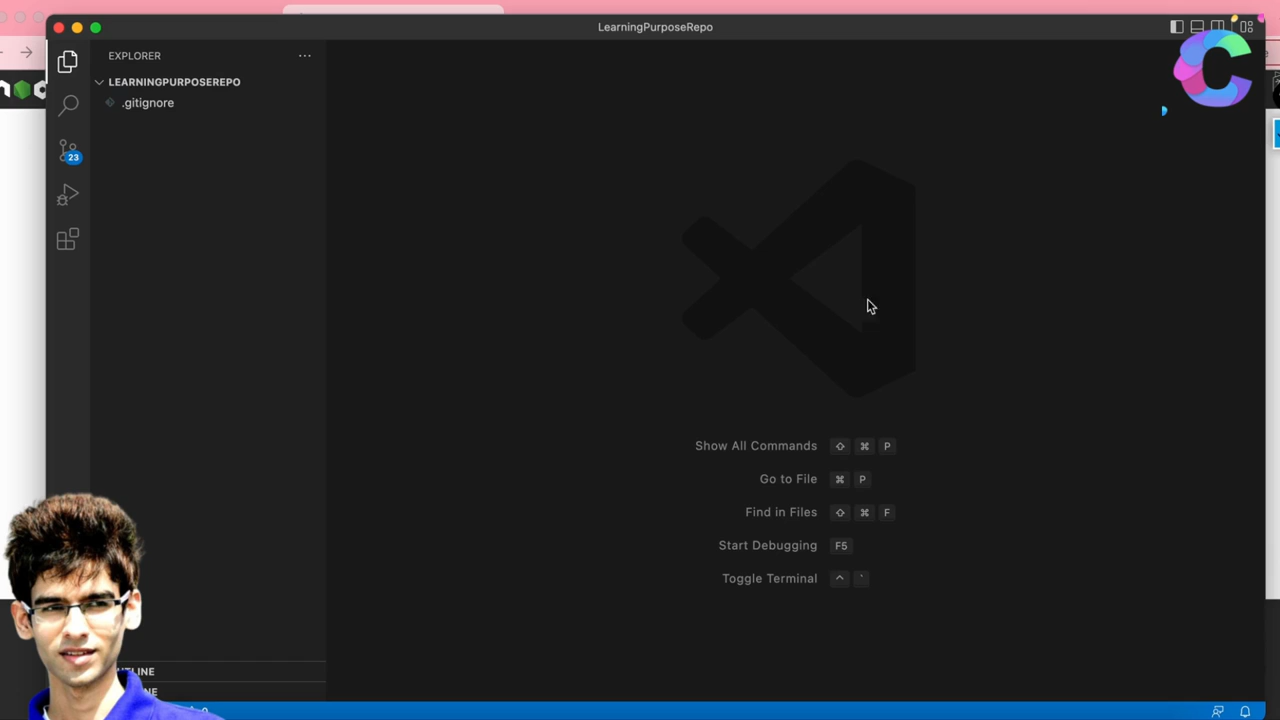 LearningPurposeRepo
EXPLORER
LEARNINGPURPOSEREPO
.gitignore
23
Show All Commands ⇧ ⌘ P
Go to File ⌘ P
Find in Files ⇧ ⌘ F
Start Debugging F5
Toggle Terminal ^ `